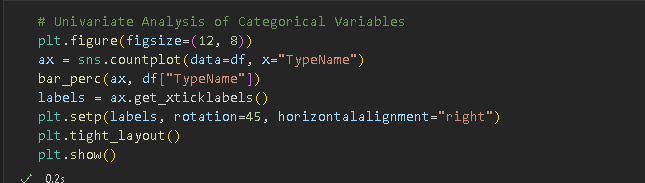 # Univariate Analysis of Categorical Variables
plt.figure(figsize=(12, 8))
ax = sns.countplot(data=df, x="TypeName")
bar_perc(ax, df["TypeName"])
labels = ax.get_xticklabels()
plt.setp(labels, rotation=45, horizontalalignment="right")
plt.tight_layout()
plt.show()
0.2s